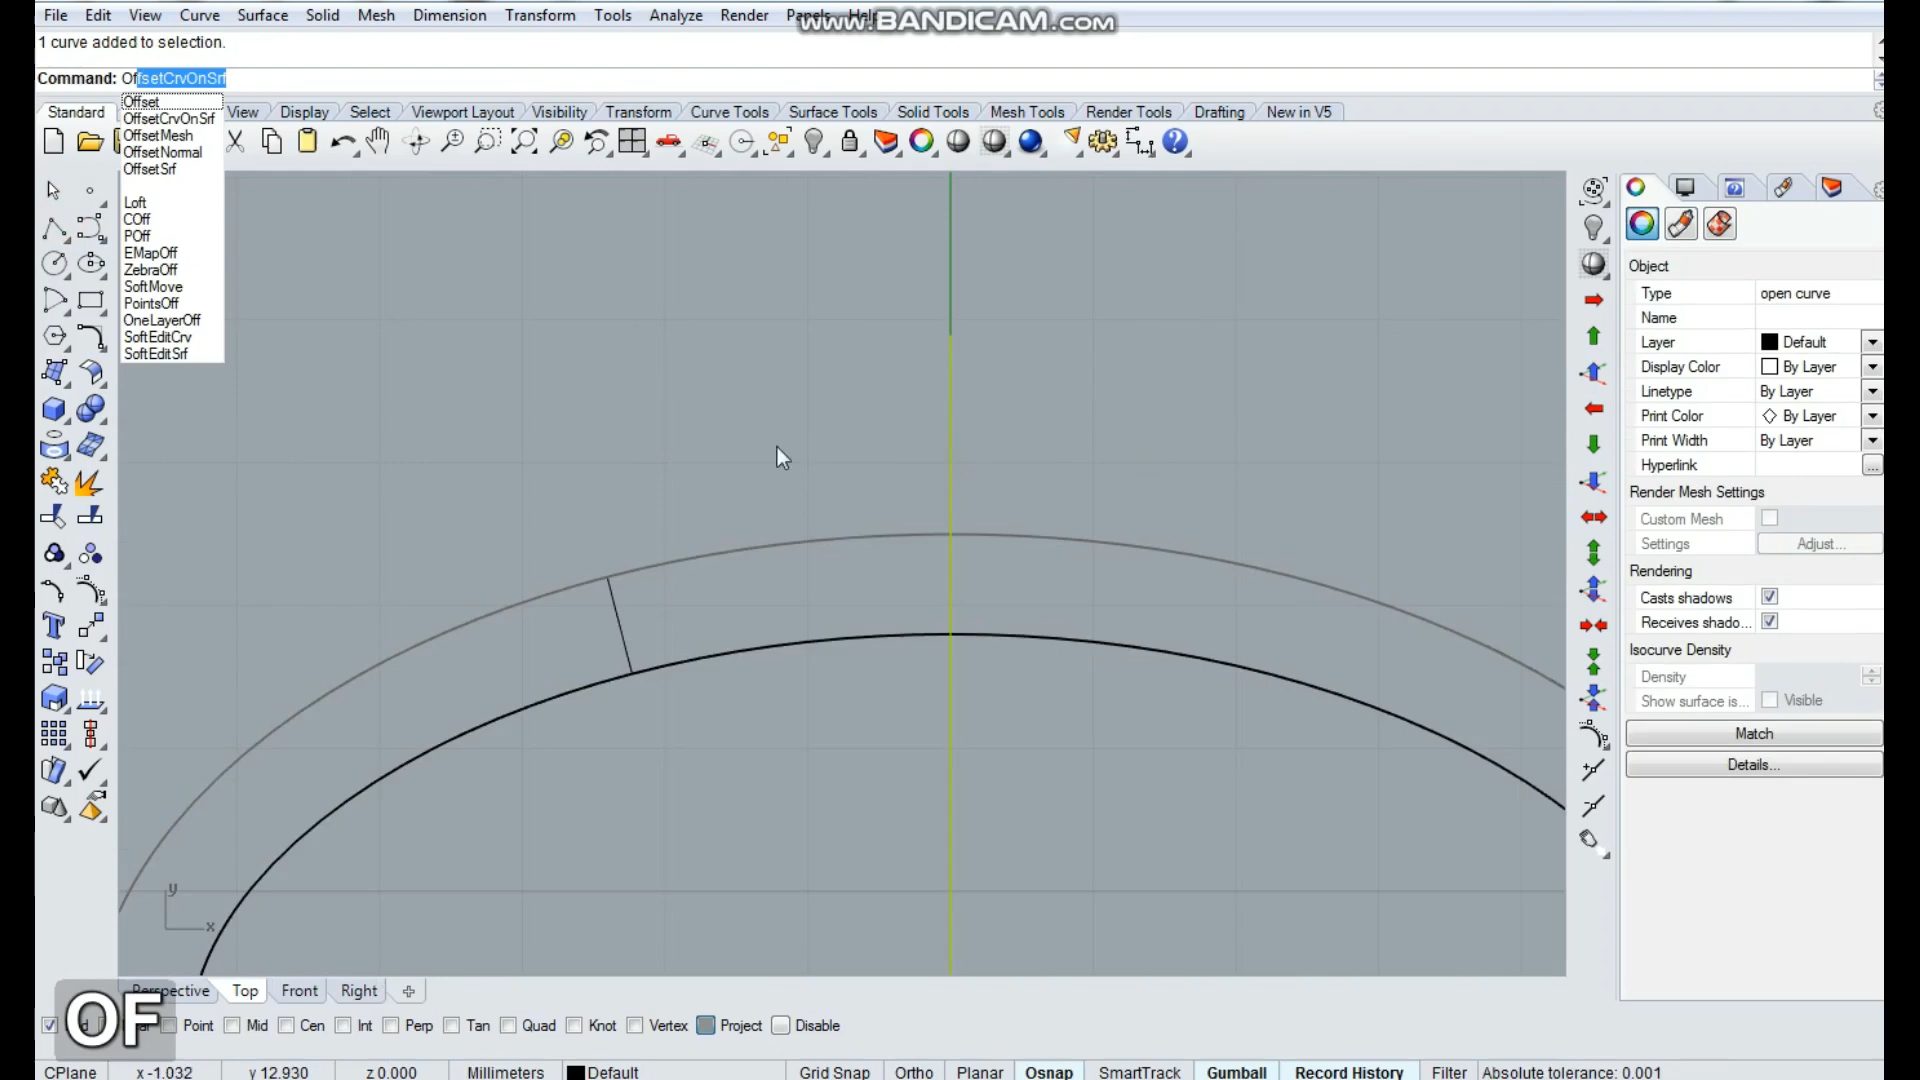 File Edit View Curve Surface Solid Mesh Dimension Transform Tools Analyze Render Panels Help
www.BANDICAM.com
1 curve added to selection.
Command: OffsetCrvOnSrf
Standard View Display Select Viewport Layout Visibility Transform Curve Tools Surface Tools Solid Tools Mesh Tools Render Tools Drafting New in V5
Offset
OffsetCrvOnSrf
OffsetMesh
OffsetNormal
OffsetSrf
Loft
COff
POff
EMapOff
ZebraOff
SoftMove
PointsOff
OneLayerOff
SoftEditCrv
SoftEditSrf
y
x
Object
Type open curve
Name
Layer Default
Display Color By Layer
Linetype By Layer
Print Color By Layer
Print Width By Layer
Hyperlink ...
Render Mesh Settings
Custom Mesh
Settings Adjust...
Rendering
Casts shadows
Receives shado...
Isocurve Density
Density
Show surface is... Visible
Match
Details...
Perspective Top Front Right
OF
Point Mid Cen Int Perp Tan Quad Knot Vertex Project Disable
CPlane x -1.032 y 12.930 z 0.000 Millimeters Default Grid Snap Ortho Planar Osnap SmartTrack Gumball Record History Filter Absolute tolerance: 0.001